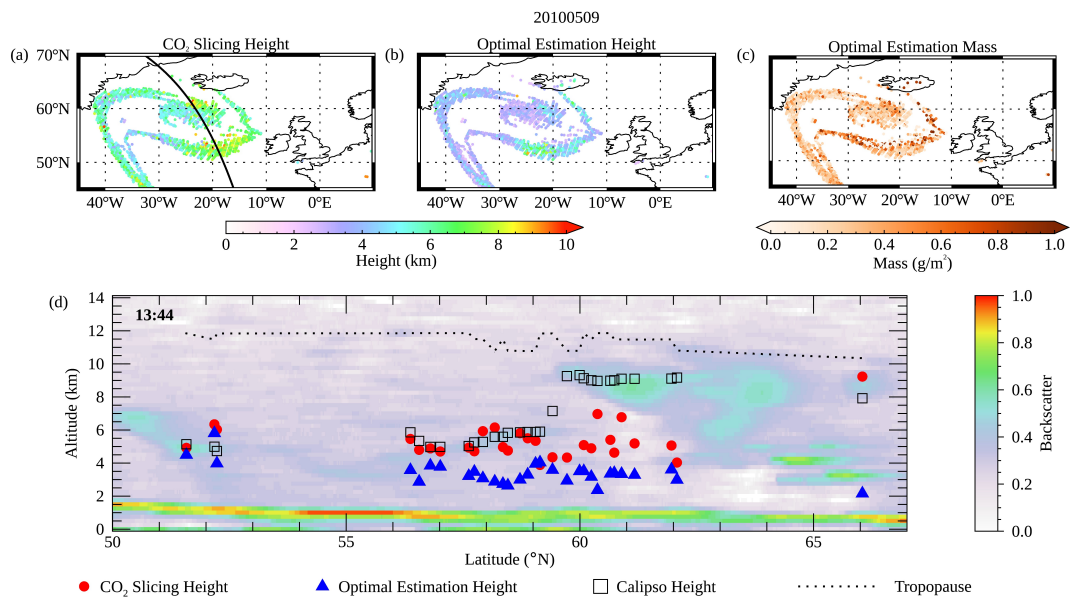 20100509
(a) CO₂ Slicing Height
(b) Optimal Estimation Height
(c) Optimal Estimation Mass
70°N
60°N
50°N
40°W 30°W 20°W 10°W 0°E
40°W 30°W 20°W 10°W 0°E
40°W 30°W 20°W 10°W 0°E
0 2 4 6 8 10
Height (km)
0.0 0.2 0.4 0.6 0.8 1.0
Mass (g/m²)
(d)
13:44
14
12
10
8
6
4
2
0
Altitude (km)
50 55 60 65
Latitude (°N)
1.0
0.8
0.6
0.4
0.2
0.0
Backscatter
CO₂ Slicing Height Optimal Estimation Height Calipso Height Tropopause